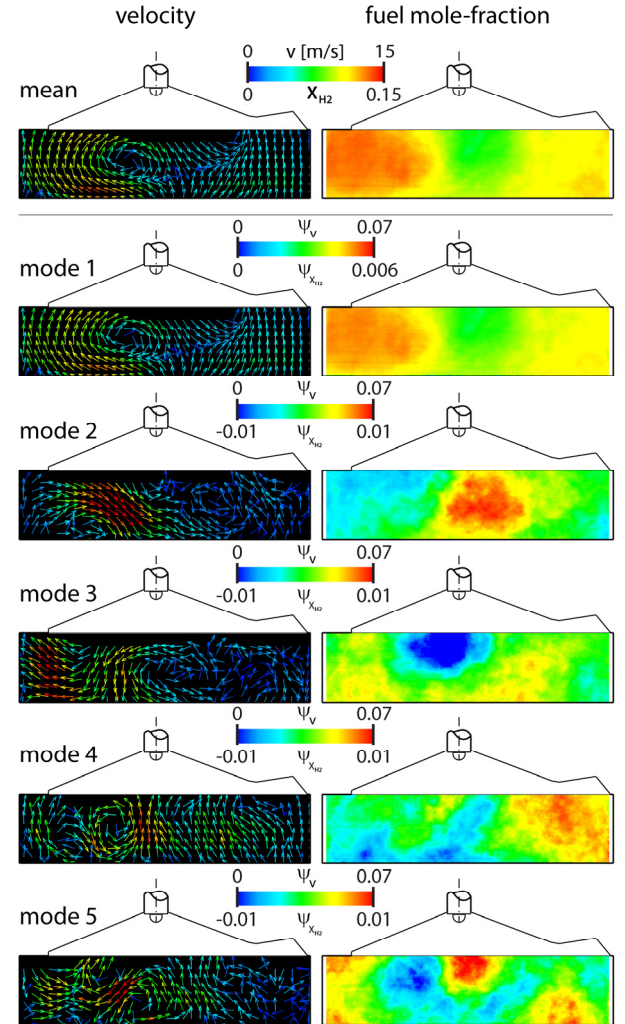 velocity fuel mole-fraction
0 v [m/s] 15
mean
0 X_H2 0.15
0 Ψ_v 0.07
mode 1
0 Ψ_X_H2 0.006
0 Ψ_v 0.07
mode 2
-0.01 Ψ_X_H2 0.01
0 Ψ_v 0.07
mode 3
-0.01 Ψ_X_H2 0.01
0 Ψ_v 0.07
mode 4
-0.01 Ψ_X_H2 0.01
0 Ψ_v 0.07
mode 5
-0.01 Ψ_X_H2 0.01